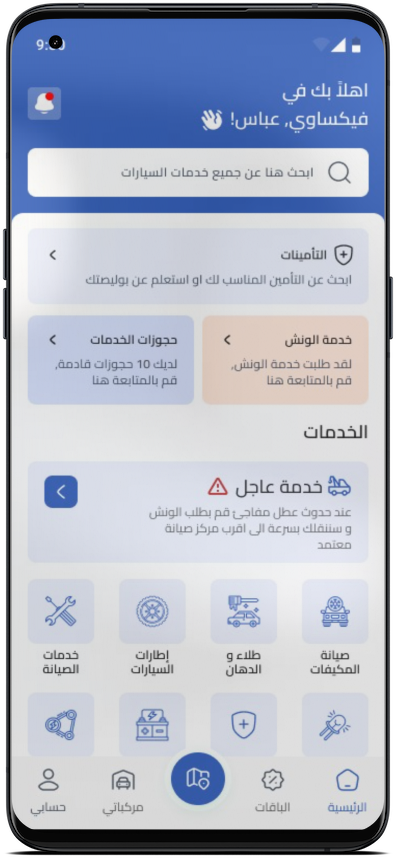 اهلاً بك في
فيكساوي, عباس! 👋
ابحث هنا عن جميع خدمات السيارات
التأمينات
ابحث عن التأمين المناسب لك او استعلم عن بوليصتك
خدمة الونش
لقد طلبت خدمة الونش,
قم بالمتابعة هنا
حجوزات الخدمات
لديك 10 حجوزات قادمة,
قم بالمتابعة هنا
الخدمات
خدمة عاجل
عند حدوث عطل مفاجئ قم بطلب الونش
و سننقلك بسرعة الى اقرب مركز صيانة
معتمد
صيانة
المكيفات
طلاء و
الدهان
إطارات
السيارات
خدمات
الصيانة
الرئيسية
الباقات
مركباتي
حسابي